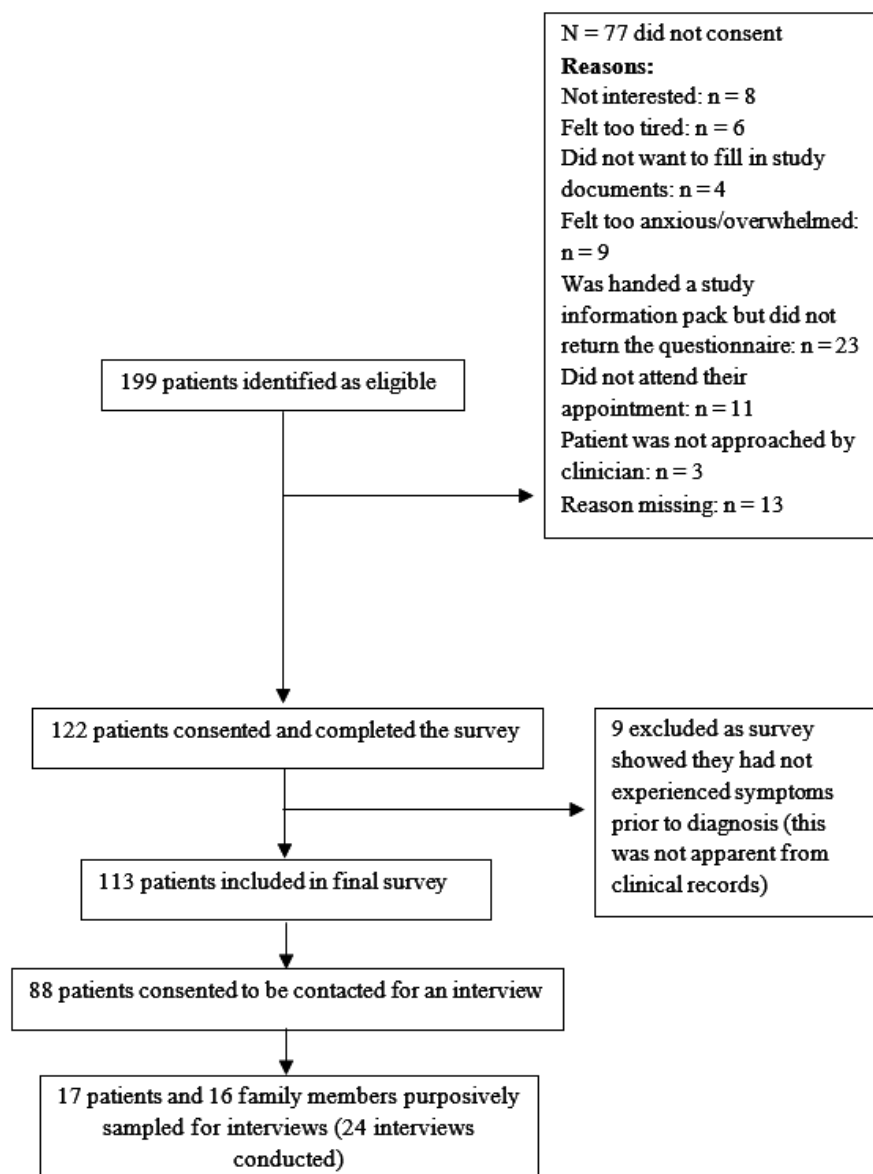 N = 77 did not consent
Reasons:
Not interested: n = 8
Felt too tired: n = 6
Did not want to fill in study
documents: n = 4
Felt too anxious/overwhelmed:
n = 9
Was handed a study
information pack but did not
return the questionnaire: n = 23
Did not attend their
appointment: n = 11
Patient was not approached by
clinician: n = 3
Reason missing: n = 13
199 patients identified as eligible
122 patients consented and completed the survey
9 excluded as survey
showed they had not
experienced symptoms
prior to diagnosis (this
was not apparent from
clinical records)
113 patients included in final survey
88 patients consented to be contacted for an interview
17 patients and 16 family members purposively
sampled for interviews (24 interviews
conducted)